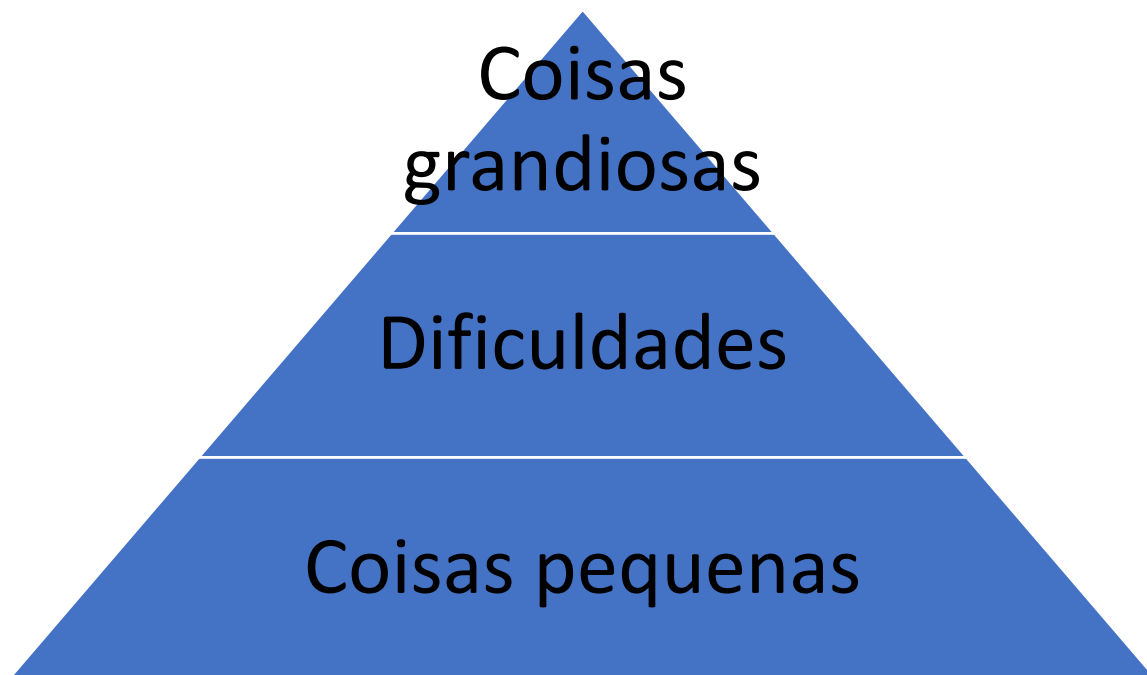 Coisas
grandiosas
Dificuldades
Coisas pequenas